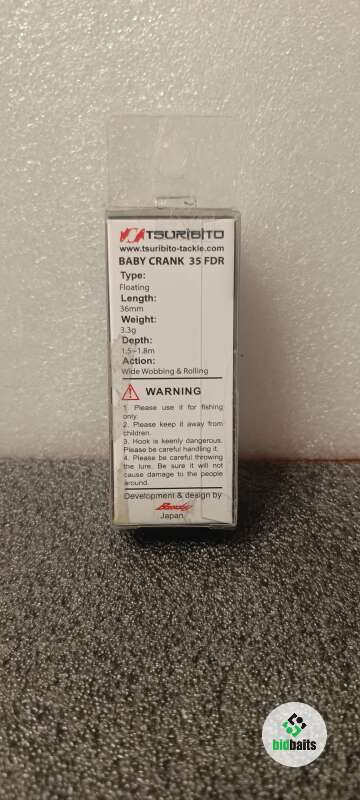 TSURIBITO
www.tsuribito-tackle.com
BABY CRANK 35 FDR
Type:
Floating
Length:
36mm
Weight:
3.3g
Depth:
1.5~1.8m
Action:
Wide Wobbing & Rolling
WARNING
1. Please use it for fishing
only.
2. Please keep it away from
children.
3. Hook is keenly dangerous.
Please be careful handling it.
4. Please be careful throwing
the lure. Be sure it will not
cause damage to the people
around.
Development & design by
Japan
bidbaits